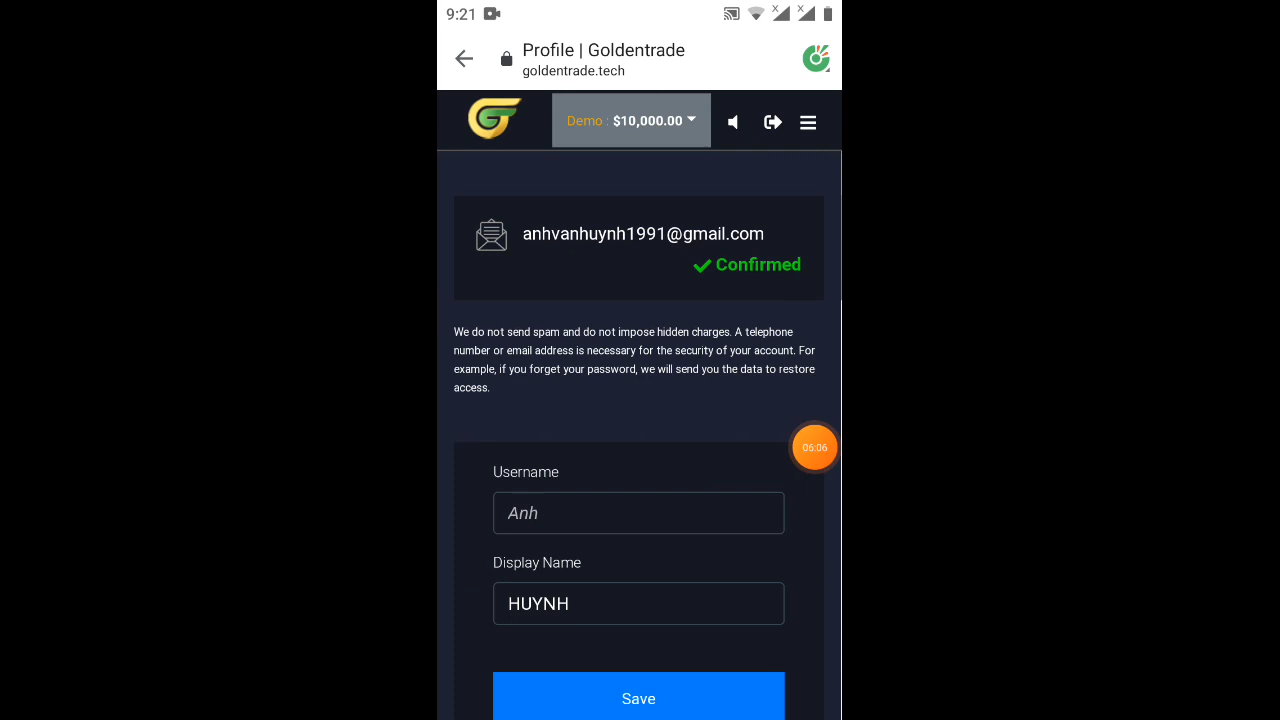 9:21
Profile | Goldentrade
goldentrade.tech
Demo : $10,000.00
anhvanhuynh1991@gmail.com
Confirmed
We do not send spam and do not impose hidden charges. A telephone
number or email address is necessary for the security of your account. For
example, if you forget your password, we will send you the data to restore
access.
06:06
Username
Anh
Display Name
HUYNH
Save